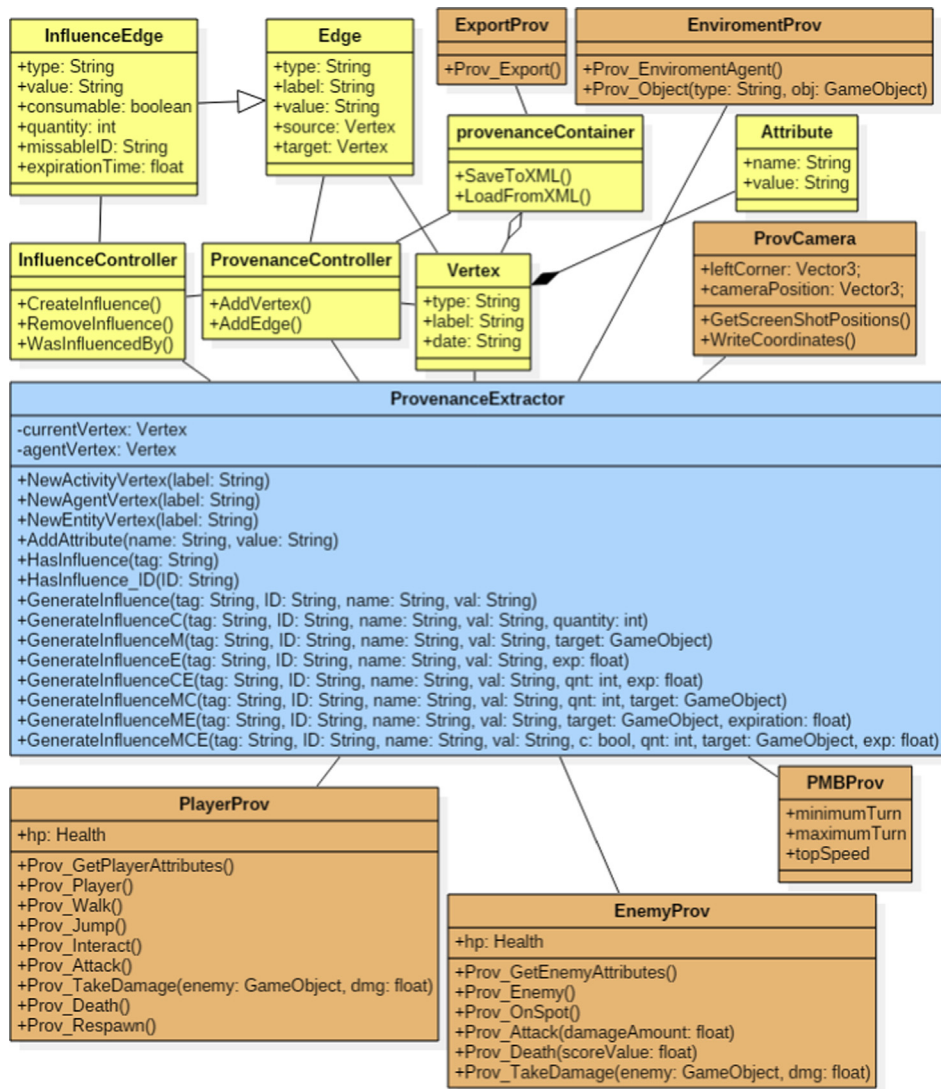 InfluenceEdge
+type: String
+value: String
+consumable: boolean
+quantity: int
+missableID: String
+expirationTime: float
Edge
+type: String
+label: String
+value: String
+source: Vertex
+target: Vertex
ExportProv
+Prov_Export()
EnviromentProv
+Prov_EnviromentAgent()
+Prov_Object(type: String, obj: GameObject)
provenanceContainer
+SaveToXML()
+LoadFromXML()
Attribute
+name: String
+value: String
InfluenceController
+CreateInfluence()
+RemoveInfluence()
+WasInfluencedBy()
ProvenanceController
+AddVertex()
+AddEdge()
Vertex
+type: String
+label: String
+date: String
ProvCamera
+leftCorner: Vector3;
+cameraPosition: Vector3;
+GetScreenShotPositions()
+WriteCoordinates()
ProvenanceExtractor
-currentVertex: Vertex
-agentVertex: Vertex
+NewActivityVertex(label: String)
+NewAgentVertex(label: String)
+NewEntityVertex(label: String)
+AddAttribute(name: String, value: String)
+HasInfluence(tag: String)
+HasInfluence_ID(ID: String)
+GenerateInfluence(tag: String, ID: String, name: String, val: String)
+GenerateInfluenceC(tag: String, ID: String, name: String, val: String, quantity: int)
+GenerateInfluenceM(tag: String, ID: String, name: String, val: String, target: GameObject)
+GenerateInfluenceE(tag: String, ID: String, name: String, val: String, exp: float)
+GenerateInfluenceCE(tag: String, ID: String, name: String, val: String, qnt: int, exp: float)
+GenerateInfluenceMC(tag: String, ID: String, name: String, val: String, qnt: int, target: GameObject)
+GenerateInfluenceME(tag: String, ID: String, name: String, val: String, target: GameObject, expiration: float)
+GenerateInfluenceMCE(tag: String, ID: String, name: String, val: String, c: bool, qnt: int, target: GameObject, exp: float)
PlayerProv
+hp: Health
+Prov_GetPlayerAttributes()
+Prov_Player()
+Prov_Walk()
+Prov_Jump()
+Prov_Interact()
+Prov_Attack()
+Prov_TakeDamage(enemy: GameObject, dmg: float)
+Prov_Death()
+Prov_Respawn()
PMBProv
+minimumTurn
+maximumTurn
+topSpeed
EnemyProv
+hp: Health
+Prov_GetEnemyAttributes()
+Prov_Enemy()
+Prov_OnSpot()
+Prov_Attack(damageAmount: float)
+Prov_Death(scoreValue: float)
+Prov_TakeDamage(enemy: GameObject, dmg: float)